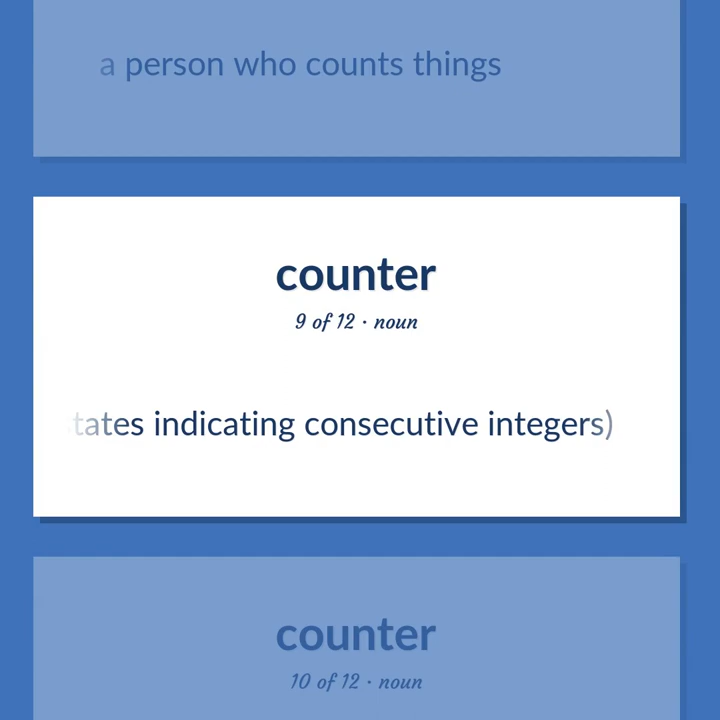 a person who counts things
counter
9 of 12 · noun
tates indicating consecutive integers)
counter
10 of 12 · noun